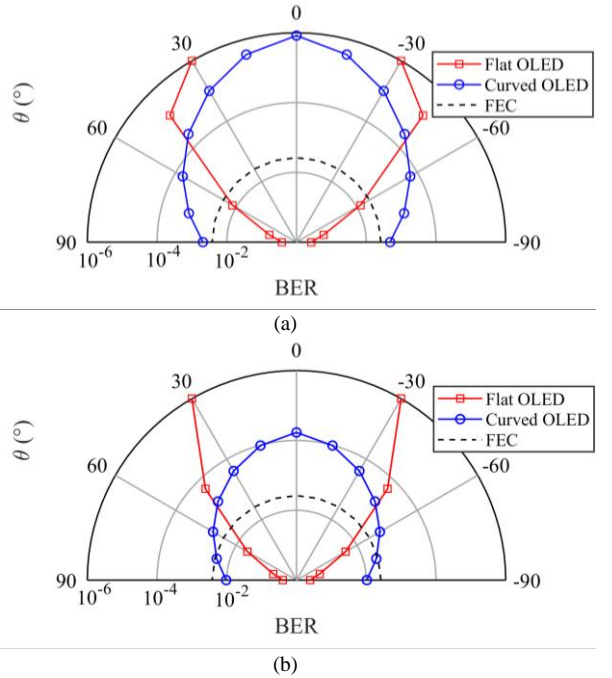 0
30
-30
Flat OLED
Curved OLED
FEC
θ (°)
60
-60
90
-90
10-6
10-4
10-2
BER
(a)
0
30
-30
Flat OLED
Curved OLED
FEC
θ (°)
60
-60
90
-90
10-6
10-4
10-2
BER
(b)